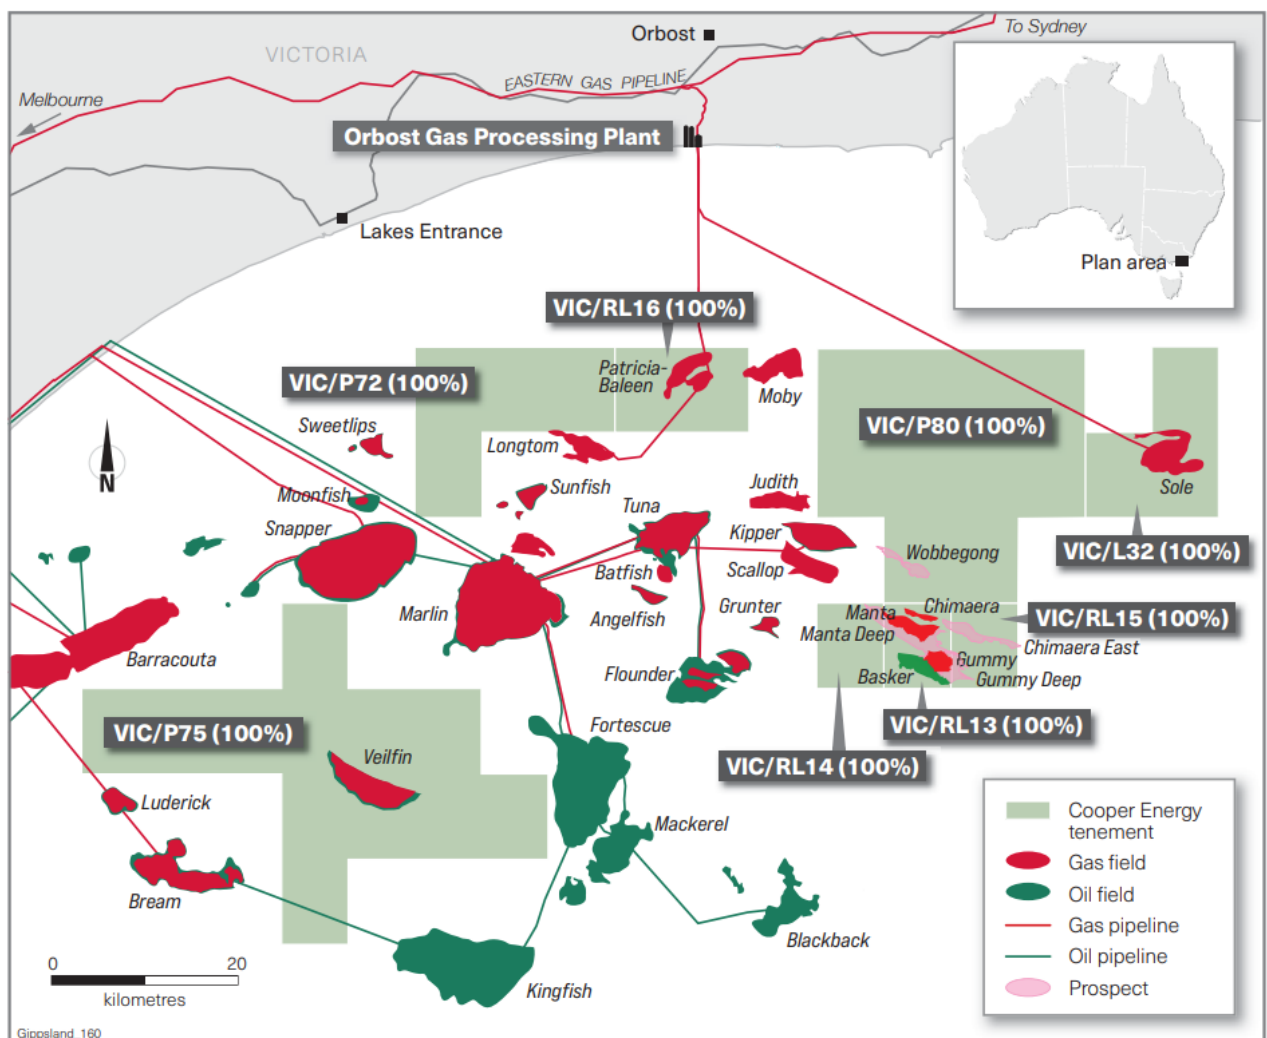 To Sydney
Orbost
VICTORIA
EASTERN GAS PIPELINE
Melbourne
Orbost Gas Processing Plant
Lakes Entrance
Plan area
VIC/RL16 (100%)
Patricia-
Baleen
Moby
VIC/P72 (100%)
VIC/P80 (100%)
Sweetlips
Longtom
N
Sole
Moonfish
Sunfish
Judith
Snapper
Tuna
Kipper
VIC/L32 (100%)
Wobbegong
Batfish
Scallop
Marlin
Angelfish
Grunter
Manta
Chimaera
VIC/RL15 (100%)
Manta Deep
Chimaera East
Barracouta
Gummy
Flounder
Basker
Gummy Deep
VIC/P75 (100%)
Fortescue
VIC/RL13 (100%)
Veilfin
VIC/RL14 (100%)
Luderick
Mackerel
Bream
Blackback
Kingfish
0 20
kilometres
Cooper Energy
tenement
Gas field
Oil field
Gas pipeline
Oil pipeline
Prospect
Gippsland 160